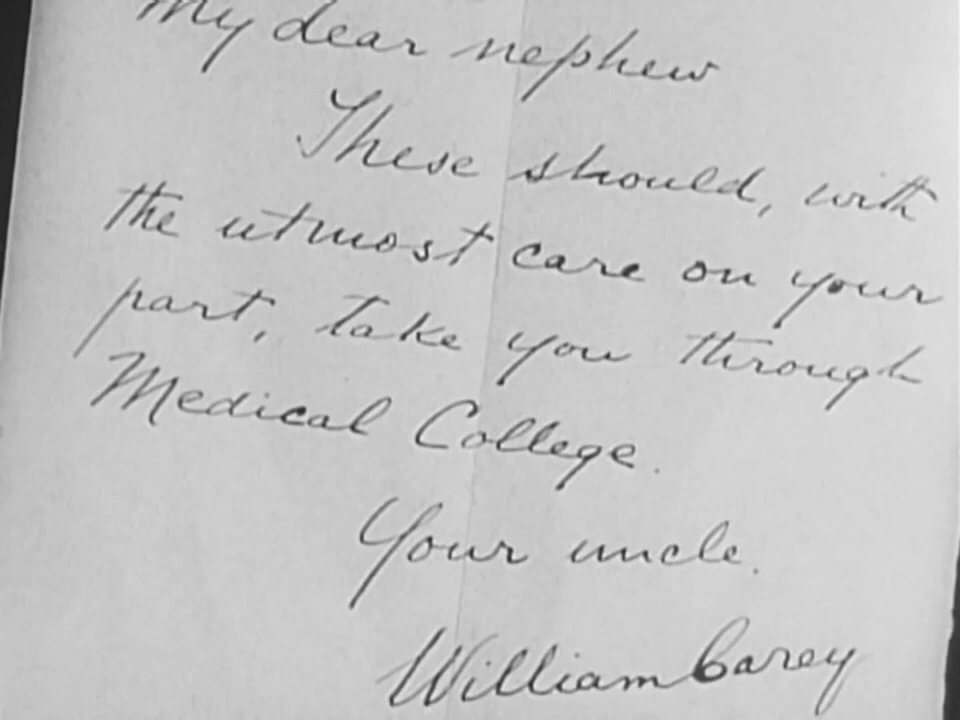 My dear nephew
These should, with
the utmost care on your
part, take you through
Medical College.
Your uncle.
William Carey